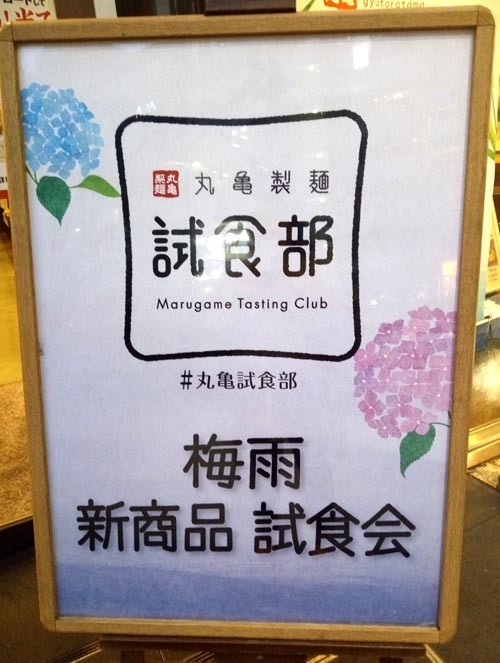 gyutorotama
丸亀
製麺
丸亀製麺
試食部
Marugame Tasting Club
#丸亀試食部
梅雨
新商品 試食会